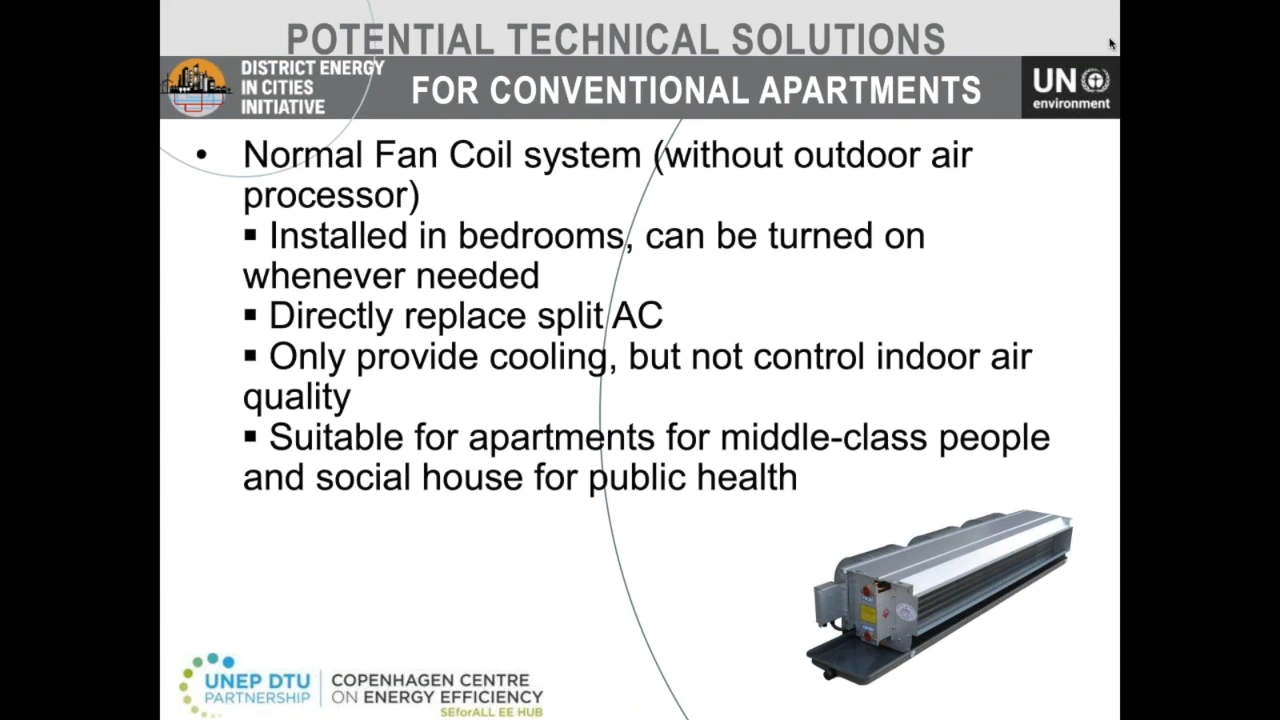 POTENTIAL TECHNICAL SOLUTIONS
DISTRICT ENERGY
IN CITIES
INITIATIVE
FOR CONVENTIONAL APARTMENTS
UN
environment
• Normal Fan Coil system (without outdoor air
processor)
▪ Installed in bedrooms, can be turned on
whenever needed
▪ Directly replace split AC
▪ Only provide cooling, but not control indoor air
quality
▪ Suitable for apartments for middle-class people
and social house for public health
UNEP DTU
PARTNERSHIP
COPENHAGEN CENTRE
ON ENERGY EFFICIENCY
SEforALL EE HUB